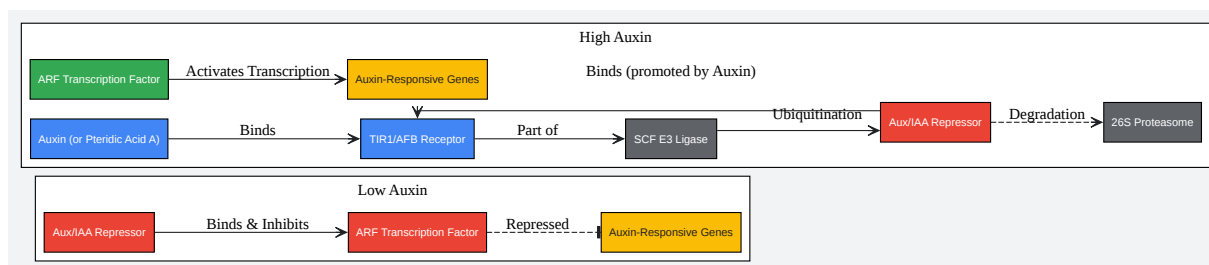 High Auxin
ARF Transcription Factor
Activates Transcription
Auxin-Responsive Genes
Binds (promoted by Auxin)
Auxin (or Pteridic Acid A)
Binds
TIR1/AFB Receptor
Part of
SCF E3 Ligase
Ubiquitination
Aux/IAA Repressor
Degradation
26S Proteasome
Low Auxin
Aux/IAA Repressor
Binds & Inhibits
ARF Transcription Factor
Repressed
Auxin-Responsive Genes